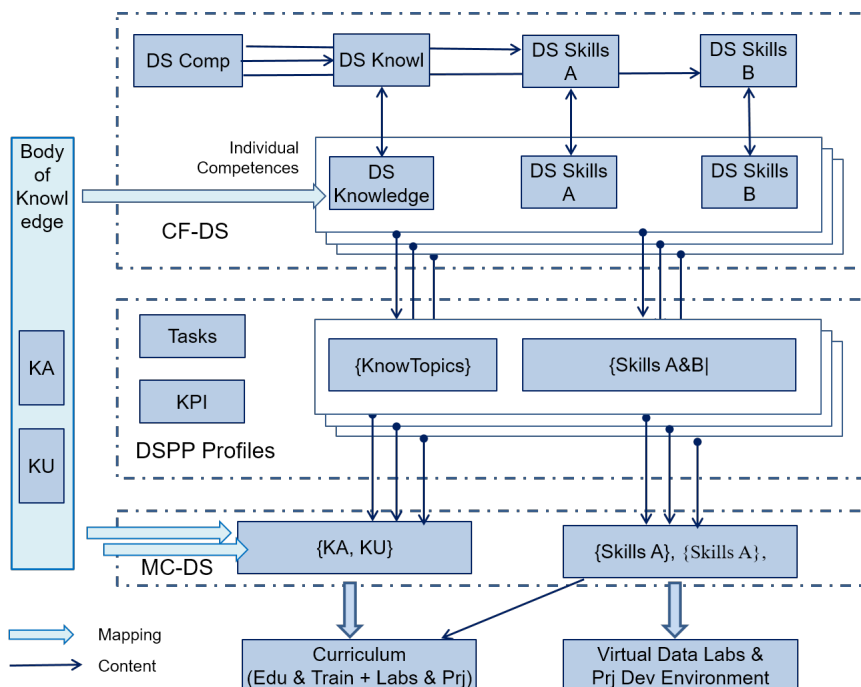 DS Comp
DS Knowl
DS Skills
A
DS Skills
B
Body
of
Knowl
edge
Individual
Competences
DS
Knowledge
DS Skills
A
DS Skills
B
CF-DS
KA
KU
Tasks
KPI
{KnowTopics}
{Skills A&B|
DSPP Profiles
{KA, KU}
{Skills A}, {Skills A},
MC-DS
Mapping
Content
Curriculum
(Edu & Train + Labs & Prj)
Virtual Data Labs &
Prj Dev Environment